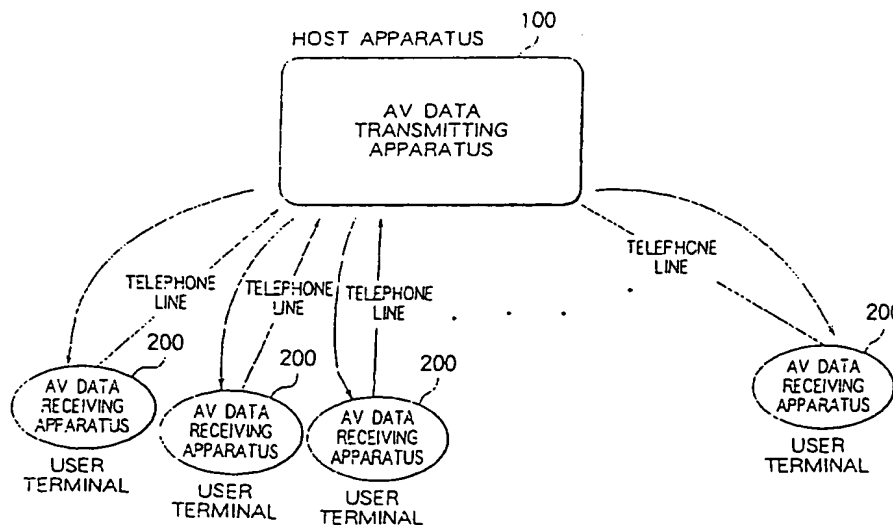 HOST APPARATUS
100
AV DATA
TRANSMITTING
APPARATUS
TELEPHONE
LINE
TELEPHONE
LINE
TELEPHONE
LINE
TELEPHONE
LINE
200
AV DATA
RECEIVING
APPARATUS
USER
TERMINAL
200
AV DATA
RECEIVING
APPARATUS
USER
TERMINAL
200
AV DATA
RECEIVING
APPARATUS
USER
TERMINAL
200
AV DATA
RECEIVING
APPARATUS
USER
TERMINAL